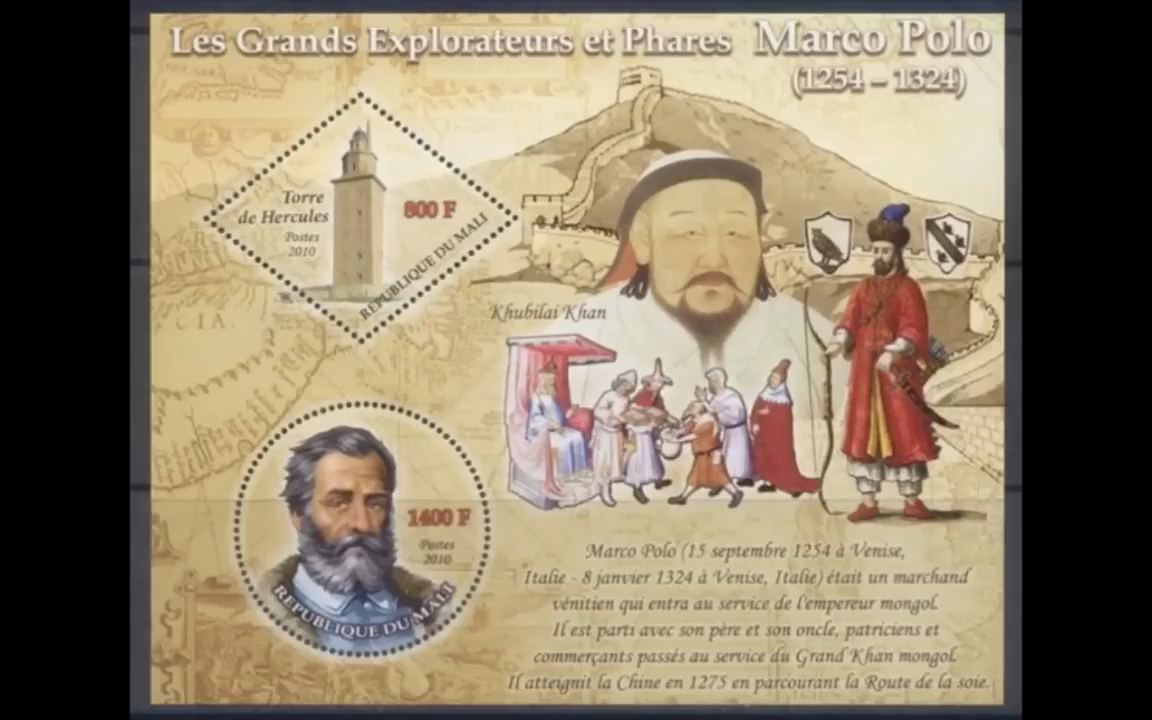 Les Grands Explorateurs et Phares Marco Polo
(1254 – 1324)
Torre
de Hercules
Postes
2010
800 F
REPUBLIQUE DU MALI
CIA.
Khubilai Khan
1400 F
Postes
2010
REPUBLIQUE DU MALI
Marco Polo (15 septembre 1254 à Venise,
Italie - 8 janvier 1324 à Venise, Italie) était un marchand
vénitien qui entra au service de l'empereur mongol.
Il est parti avec son père et son oncle, patriciens et
commerçants passés au service du Grand Khan mongol.
Il atteignit la Chine en 1275 en parcourant la Route de la soie.